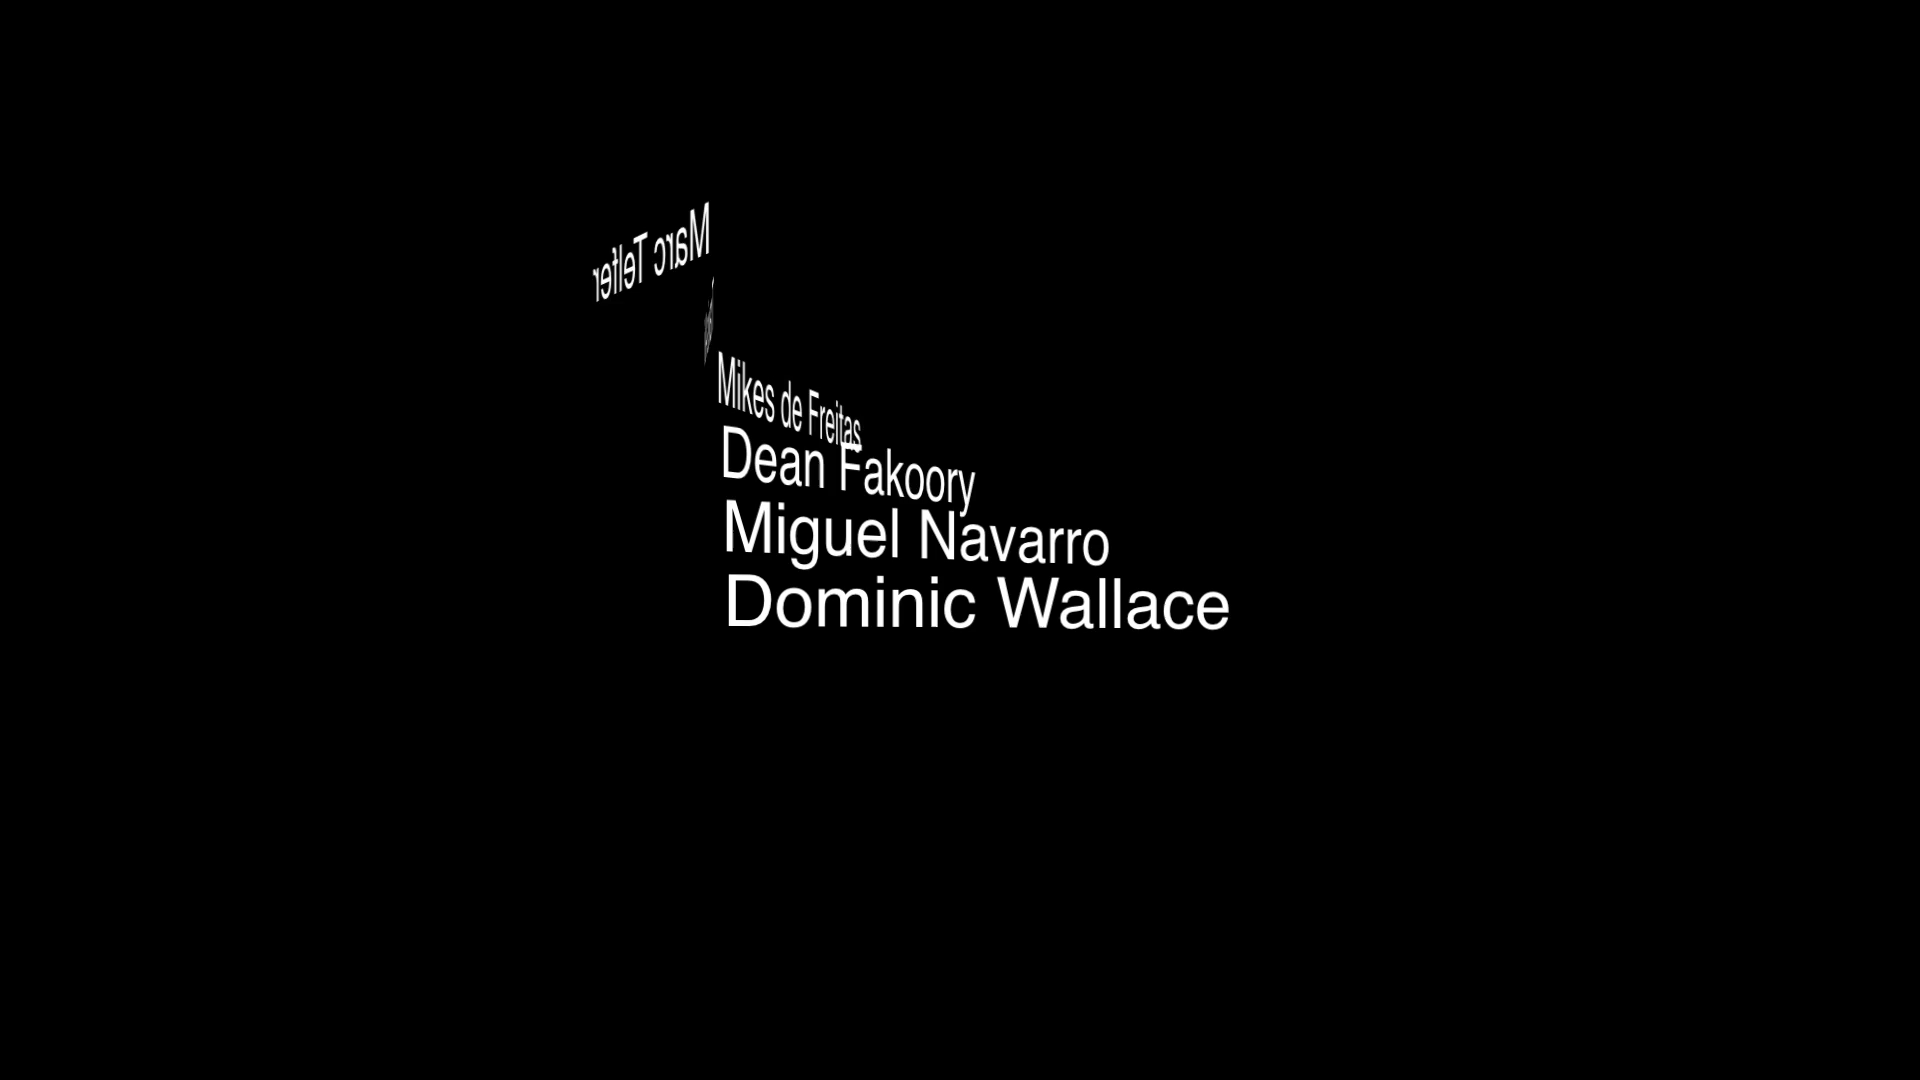 Marc Telfer
Mikes de Freitas
Dean Fakoory
Miguel Navarro
Dominic Wallace